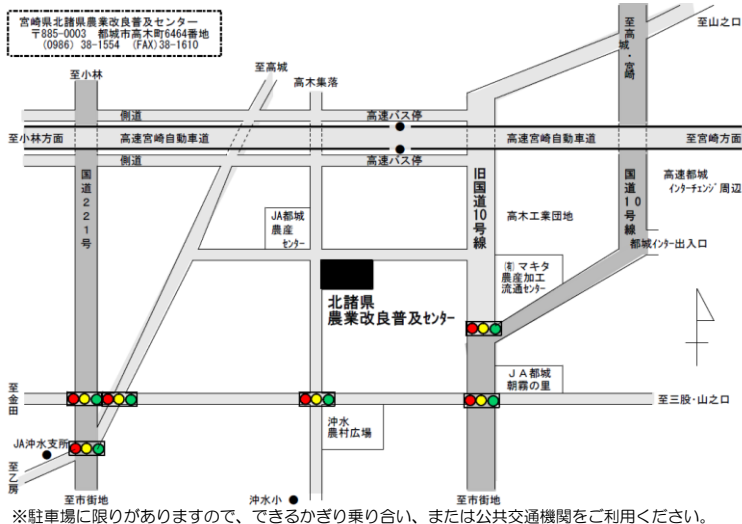 宮崎県北諸県農業改良普及センター
〒885-0003 都城市高木町6464番地
(0986) 38-1554 (FAX)38-1610
至小林
至高城
高木集落
至高城・宮崎
至山之口
側道
高速バス停
至小林方面
高速宮崎自動車道
高速宮崎自動車道
至宮崎方面
側道
高速バス停
国道221号
旧国道10号線
国道10号線
高速都城
インターチェンジ周辺
JA都城
農産
センター
高木工業団地
都城インター出入口
㈲マキタ
農産加工
流通センター
北諸県
農業改良普及センター
JA都城
朝霧の里
至金田
至三股・山之口
沖水
農村広場
JA沖水支所
至乙房
至市街地
沖水小
至市街地
※駐車場に限りがありますので、できるかぎり乗り合い、または公共交通機関をご利用ください。